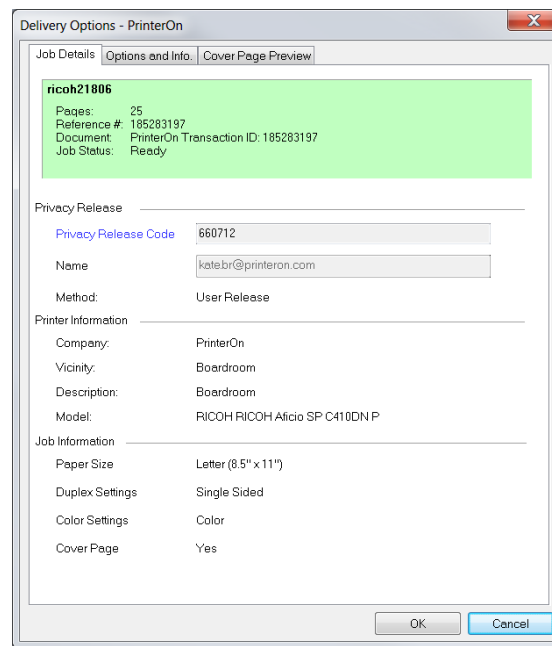 Delivery Options - PrinterOn
Job Details Options and Info. Cover Page Preview
ricoh21806
Pages: 25
Reference #: 185283197
Document: PrinterOn Transaction ID: 185283197
Job Status: Ready
Privacy Release
Privacy Release Code 660712
Name kate.br@printeron.com
Method: User Release
Printer Information
Company: PrinterOn
Vicinity: Boardroom
Description: Boardroom
Model: RICOH RICOH Aficio SP C410DN P
Job Information
Paper Size Letter (8.5" x 11")
Duplex Settings Single Sided
Color Settings Color
Cover Page Yes
OK Cancel